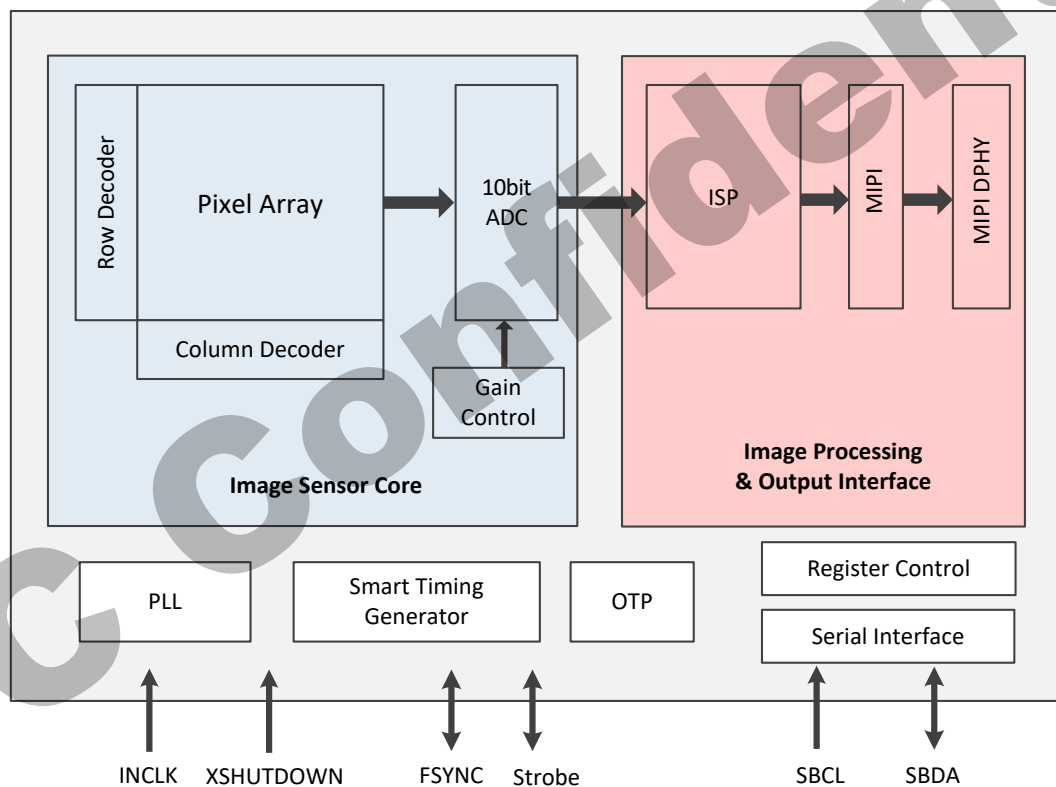 Row Decoder
Pixel Array
Column Decoder
10bit
ADC
Gain
Control
Image Sensor Core
ISP
MIPI
MIPI DPHY
Image Processing
& Output Interface
PLL
Smart Timing
Generator
OTP
Register Control
Serial Interface
INCLK
XSHUTDOWN
FSYNC
Strobe
SBCL
SBDA